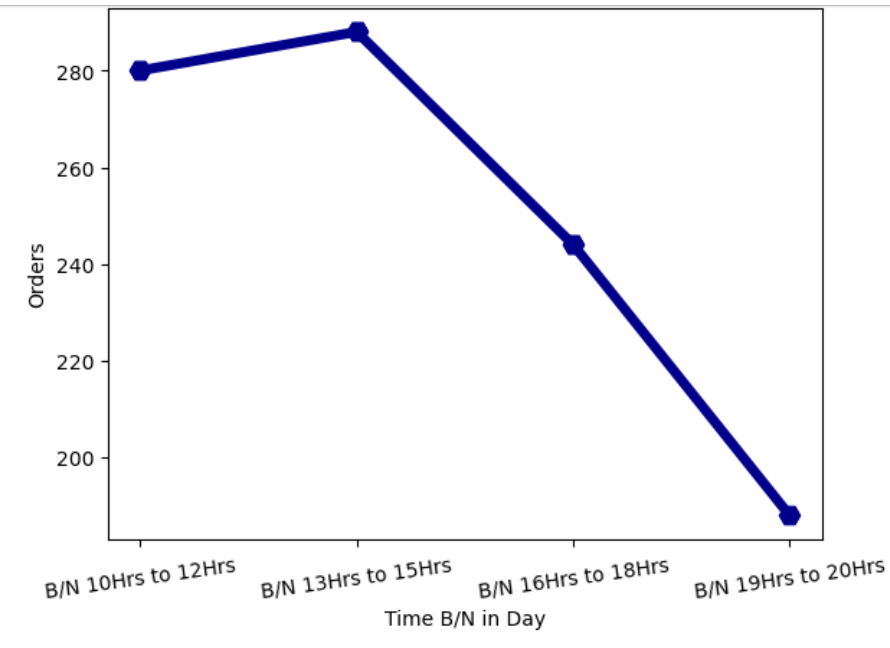 280
260
240
220
200
Orders
B/N 10Hrs to 12Hrs
B/N 13Hrs to 15Hrs
B/N 16Hrs to 18Hrs
B/N 19Hrs to 20Hrs
Time B/N in Day